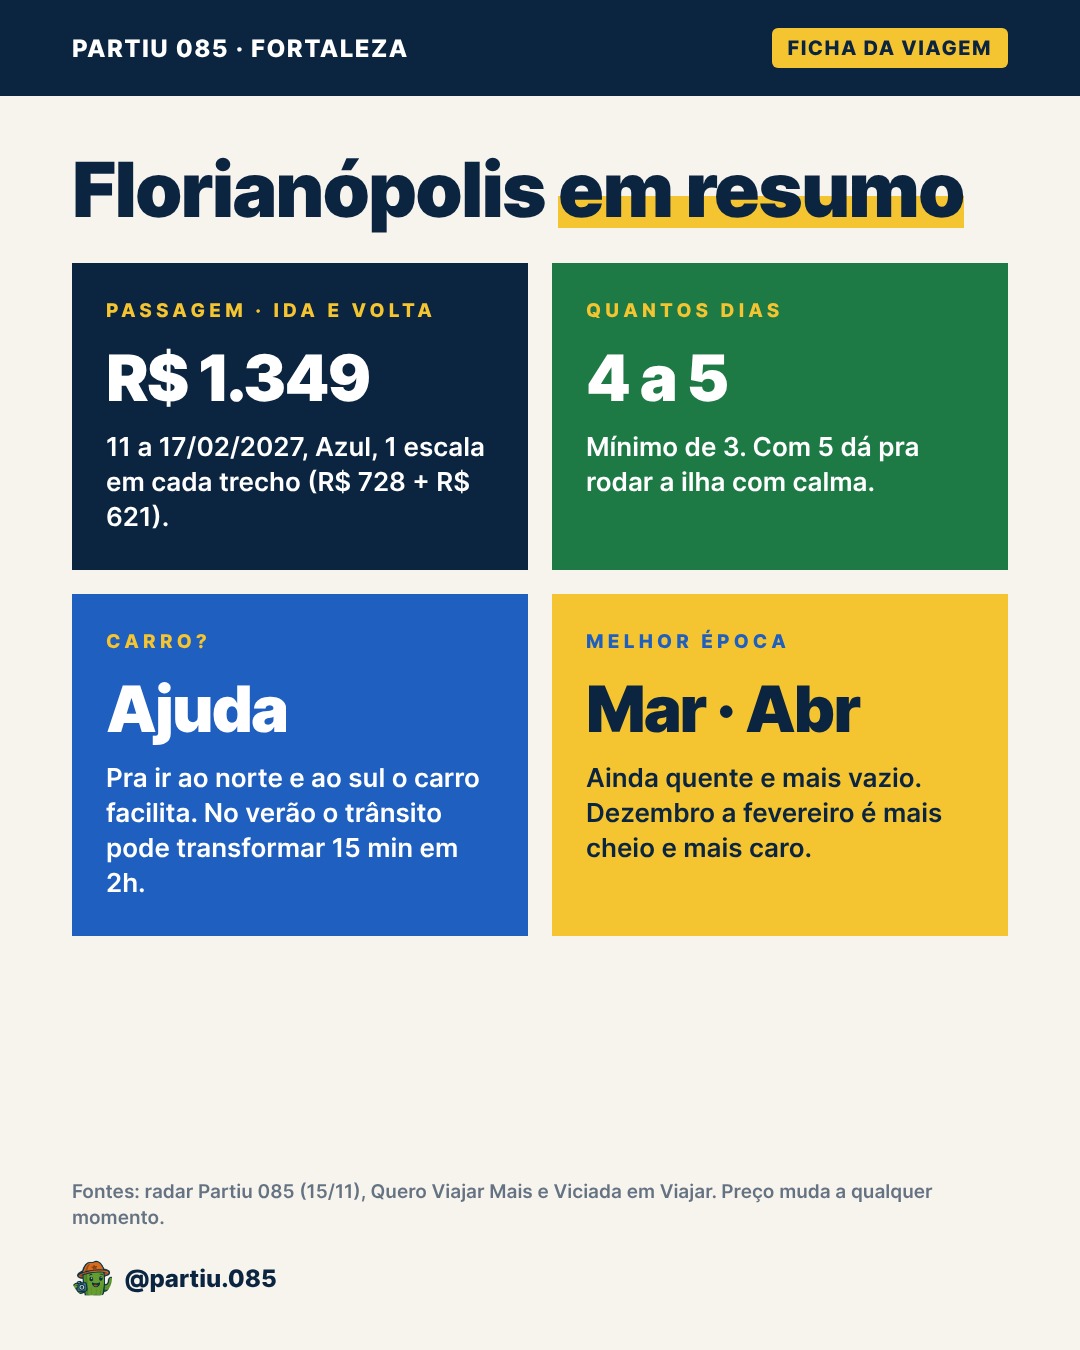 PARTIU 085 · FORTALEZA
FICHA DA VIAGEM
Florianópolis em resumo
PASSAGEM · IDA E VOLTA
R$ 1.349
11 a 17/02/2027, Azul, 1 escala
em cada trecho (R$ 728 + R$
621).
QUANTOS DIAS
4 a 5
Mínimo de 3. Com 5 dá pra
rodar a ilha com calma.
CARRO?
Ajuda
Pra ir ao norte e ao sul o carro
facilita. No verão o trânsito
pode transformar 15 min em
2h.
MELHOR ÉPOCA
Mar · Abr
Ainda quente e mais vazio.
Dezembro a fevereiro é mais
cheio e mais caro.
Fontes: radar Partiu 085 (15/11), Quero Viajar Mais e Viciada em Viajar. Preço muda a qualquer
momento.
@partiu.085